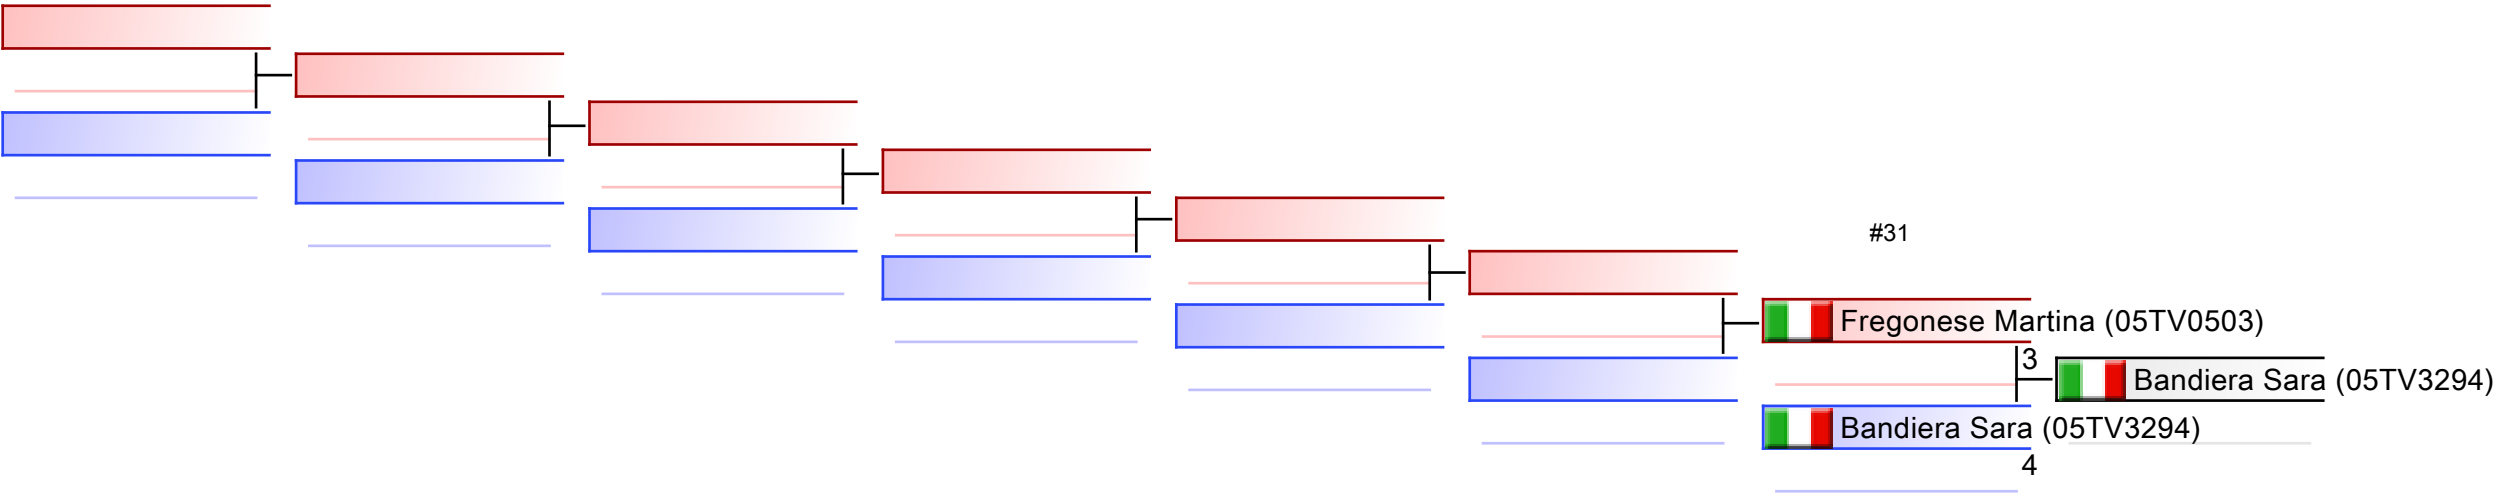 #31
Fregonese Martina (05TV0503)
3
Bandiera Sara (05TV3294)
Bandiera Sara (05TV3294)
4